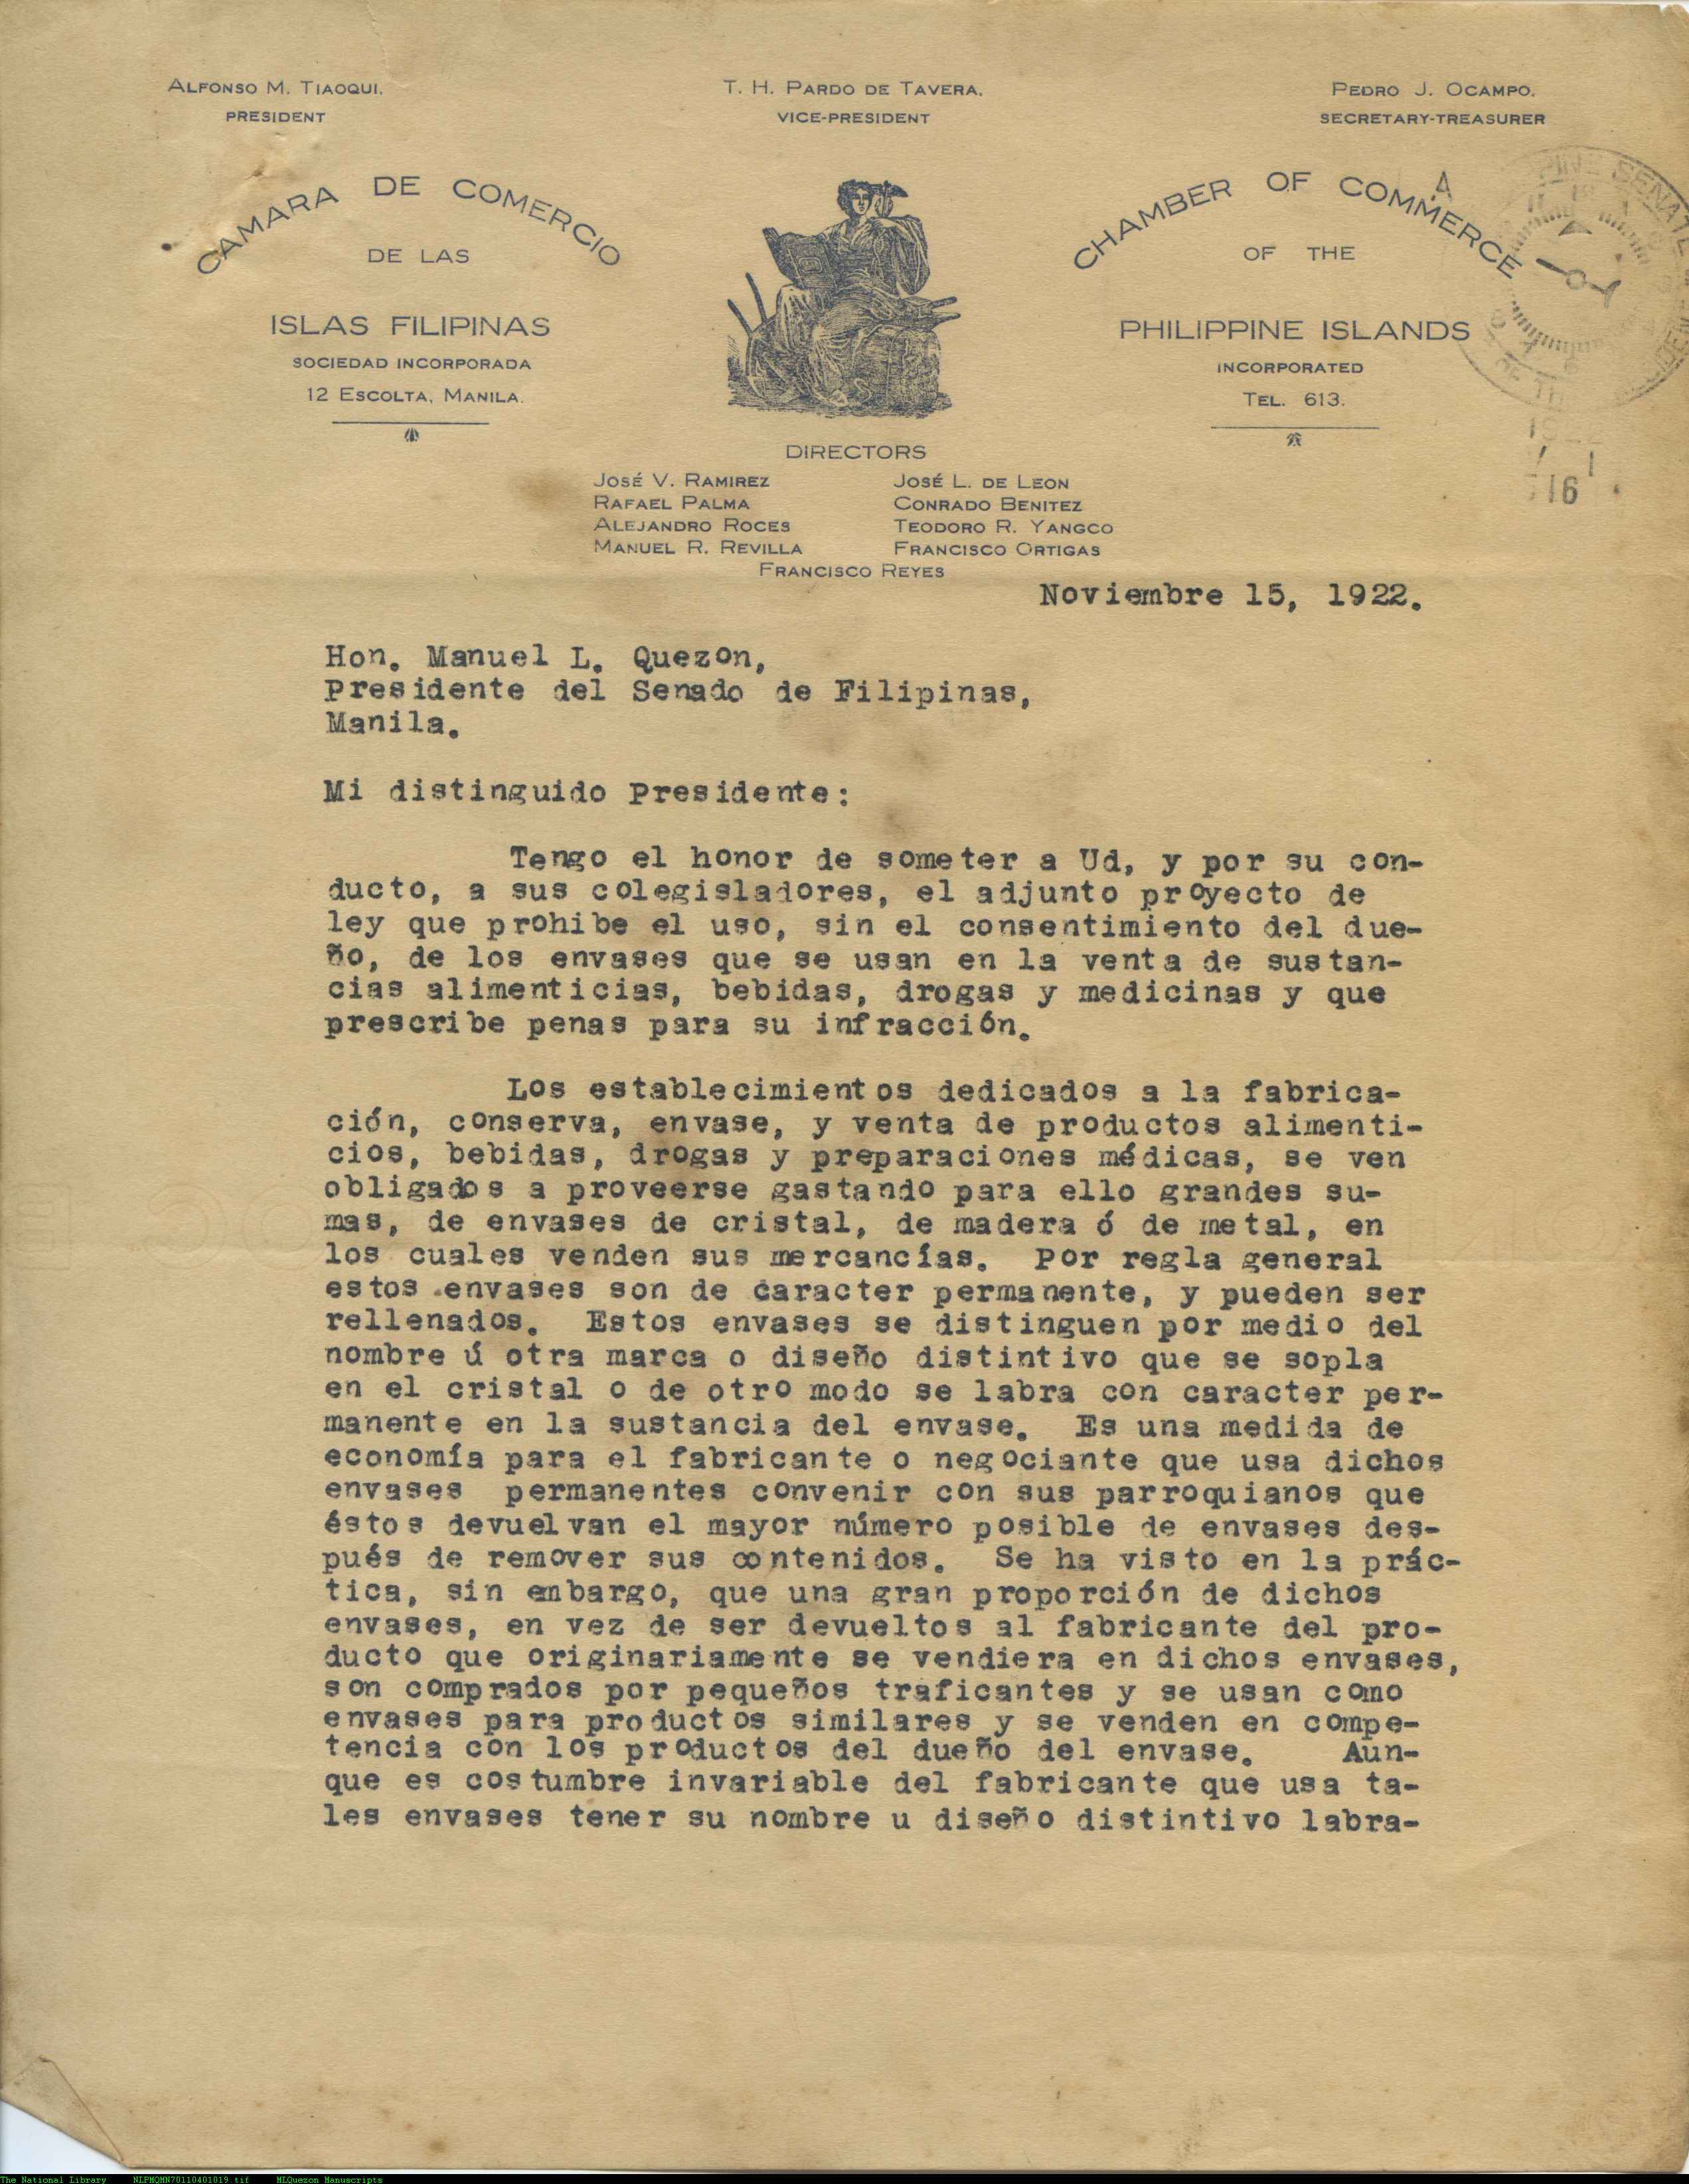 ALFONSO M. TIAOQUI.
PRESIDENT
T. H. PARDO DE TAVERA.
VICE-PRESIDENT
PEDRO J. OCAMPO.
SECRETARY-TREASURER
CAMARA DE COMERCIO
DE LAS
ISLAS FILIPINAS
SOCIEDAD INCORPORADA
12 ESCOLTA, MANILA.
CHAMBER OF COMMERCE
OF THE
PHILIPPINE ISLANDS
INCORPORATED
TEL. 613.
DIRECTORS
JOSÉ V. RAMIREZ
RAFAEL PALMA
ALEJANDRO ROCES
MANUEL R. REVILLA
JOSÉ L. DE LEON
CONRADO BENITEZ
TEODORO R. YANGCO
FRANCISCO ORTIGAS
FRANCISCO REYES
Noviembre 15, 1922.
Hon. Manuel L. Quezon,
Presidente del Senado de Filipinas,
Manila.
Mi distinguido Presidente:
Tengo el honor de someter a Ud, y por su con-
ducto, a sus colegisladores, el adjunto proyecto de
ley que prohibe el uso, sin el consentimiento del due-
ño, de los envases que se usan en la venta de sustan-
cias alimenticias, bebidas, drogas y medicinas y que
prescribe penas para su infracción.
Los establecimientos dedicados a la fabrica-
ción, conserva, envase, y venta de productos alimenti-
cios, bebidas, drogas y preparaciones médicas, se ven
obligados a proveerse gastando para ello grandes su-
mas, de envases de cristal, de madera ó de metal, en
los cuales venden sus mercancías. Por regla general
estos envases son de caracter permanente, y pueden ser
rellenados. Estos envases se distinguen por medio del
nombre ú otra marca o diseño distintivo que se sopla
en el cristal o de otro modo se labra con caracter per-
manente en la sustancia del envase. Es una medida de
economía para el fabricante o negociante que usa dichos
envases permanentes convenir con sus parroquianos que
éstos devuelvan el mayor número posible de envases des-
pués de remover sus contenidos. Se ha visto en la prác-
tica, sin embargo, que una gran proporción de dichos
envases, en vez de ser devueltos al fabricante del pro-
ducto que originariamente se vendiera en dichos envases,
son comprados por pequeños traficantes y se usan como
envases para productos similares y se venden en compe-
tencia con los productos del dueño del envase. Aun-
que es costumbre invariable del fabricante que usa ta-
les envases tener su nombre u diseño distintivo labra-
The National Library NLPMQMN70110401019.tif MLQuezon Manuscripts